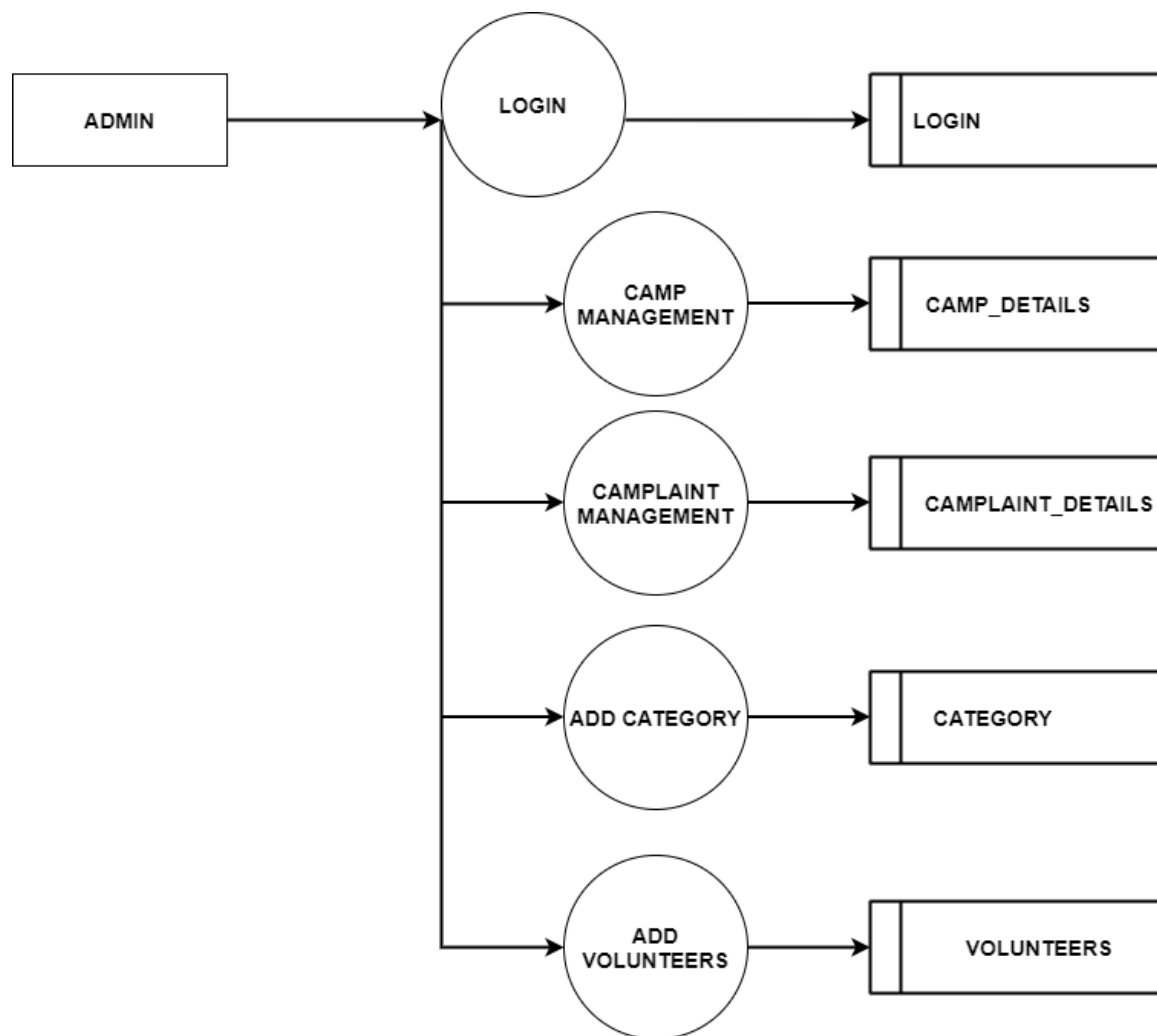 ADMIN
LOGIN
LOGIN
CAMP
MANAGEMENT
CAMP_DETAILS
CAMPLAINT
MANAGEMENT
CAMPLAINT_DETAILS
ADD CATEGORY
CATEGORY
ADD
VOLUNTEERS
VOLUNTEERS